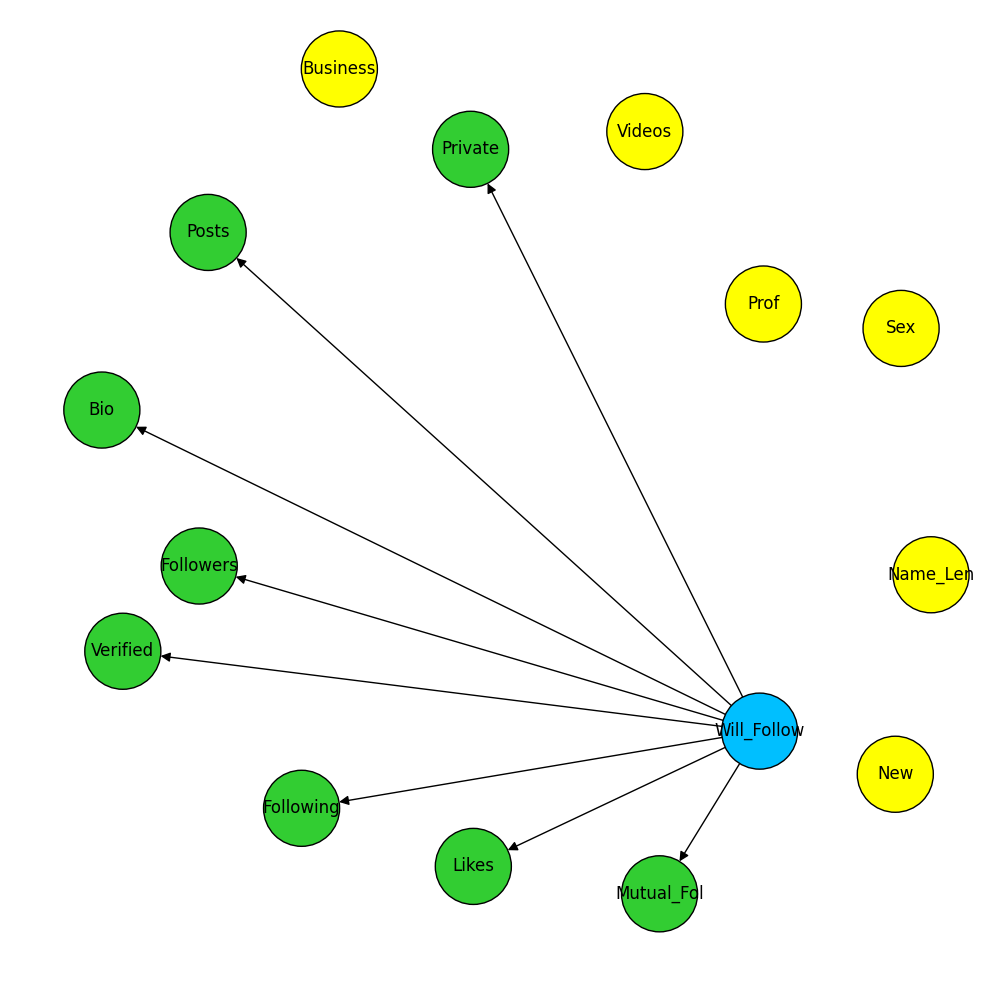 Business
Videos
Private
Posts
Prof
Sex
Bio
Followers
Name_Len
Verified
Will_Follow
New
Following
Likes
Mutual_Fol